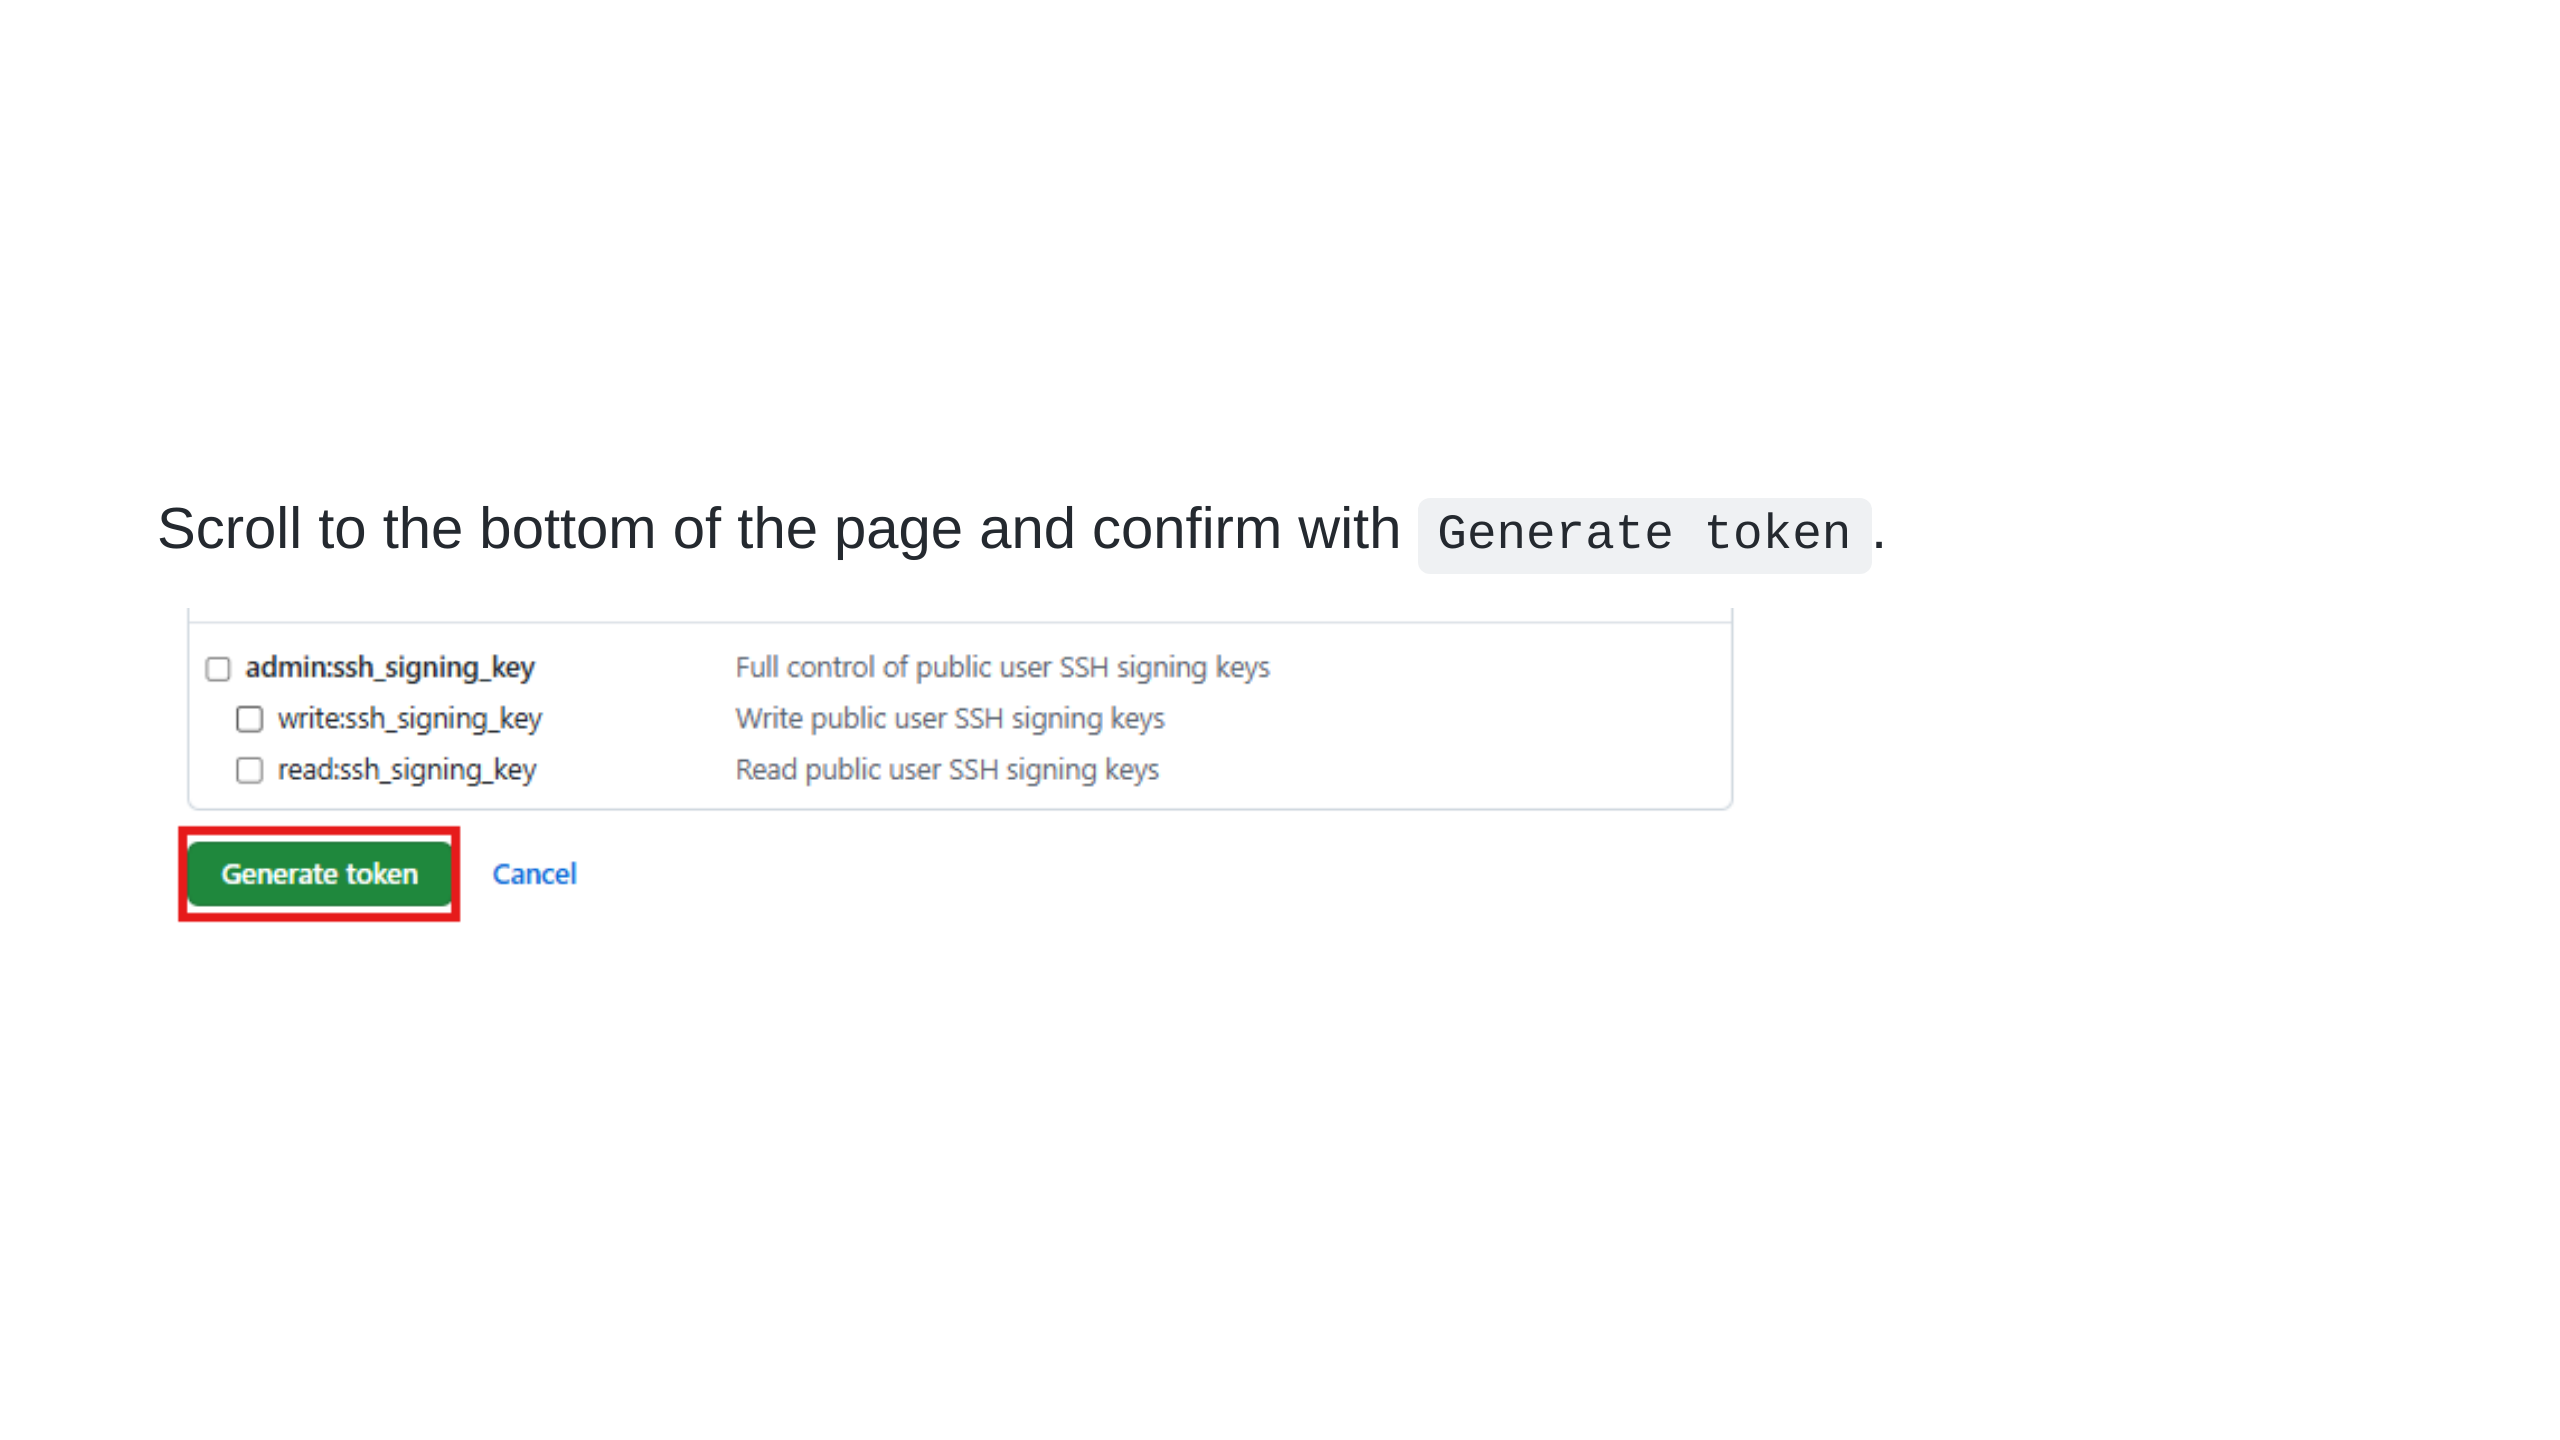 Scroll to the bottom of the page and confirm with Generate token.
admin:ssh_signing_key Full control of public user SSH signing keys
write:ssh_signing_key Write public user SSH signing keys
read:ssh_signing_key Read public user SSH signing keys
Generate token Cancel